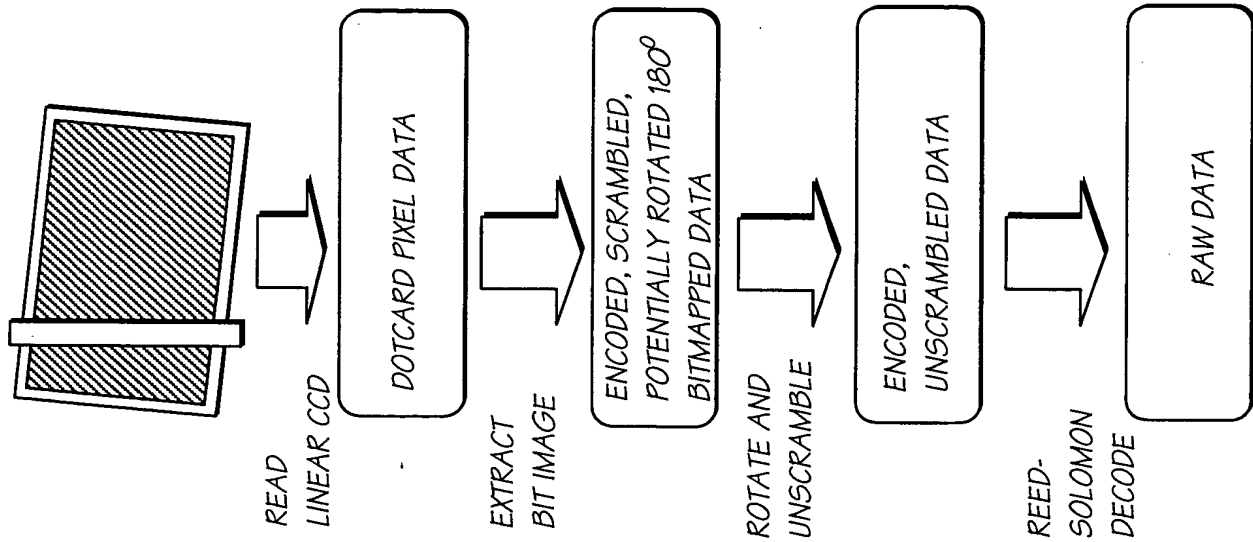 READ
LINEAR CCD
DOTCARD PIXEL DATA
EXTRACT
BIT IMAGE
ENCODED, SCRAMBLED,
POTENTIALLY ROTATED 180°
BITMAPPED DATA
ROTATE AND
UNSCRAMBLE
ENCODED,
UNSCRAMBLED DATA
REED-
SOLOMON
DECODE
RAW DATA